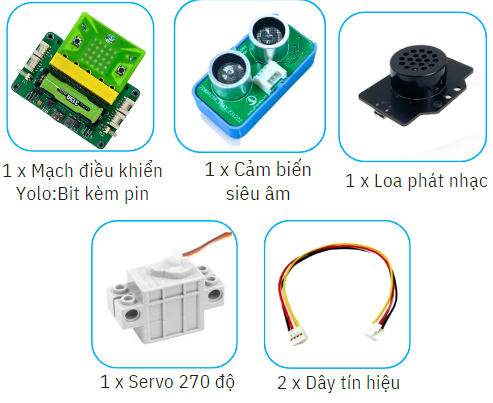 1 x Mạch điều khiển
Yolo:Bit kèm pin
1 x Cảm biến
siêu âm
1 x Loa phát nhạc
1 x Servo 270 độ
2 x Dây tín hiệu